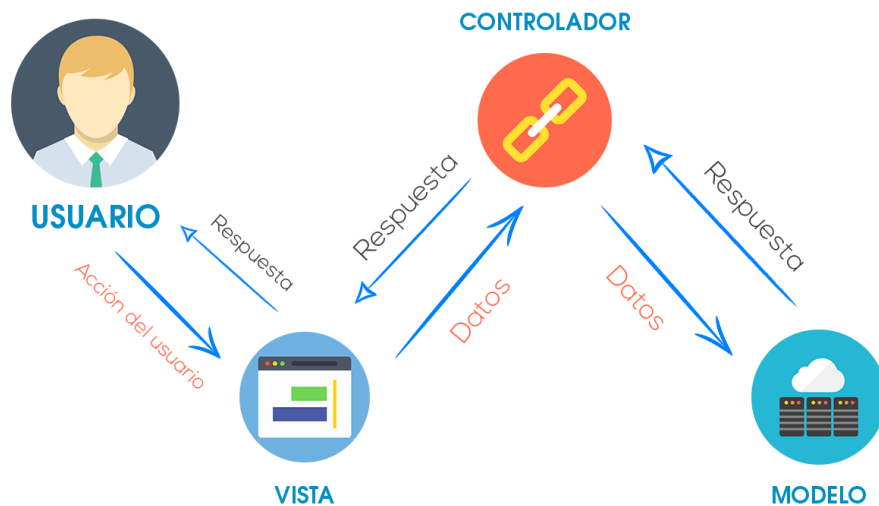 CONTROLADOR
USUARIO
Respuesta
Acción del usuario
Respuesta
Datos
Datos
Respuesta
VISTA
MODELO